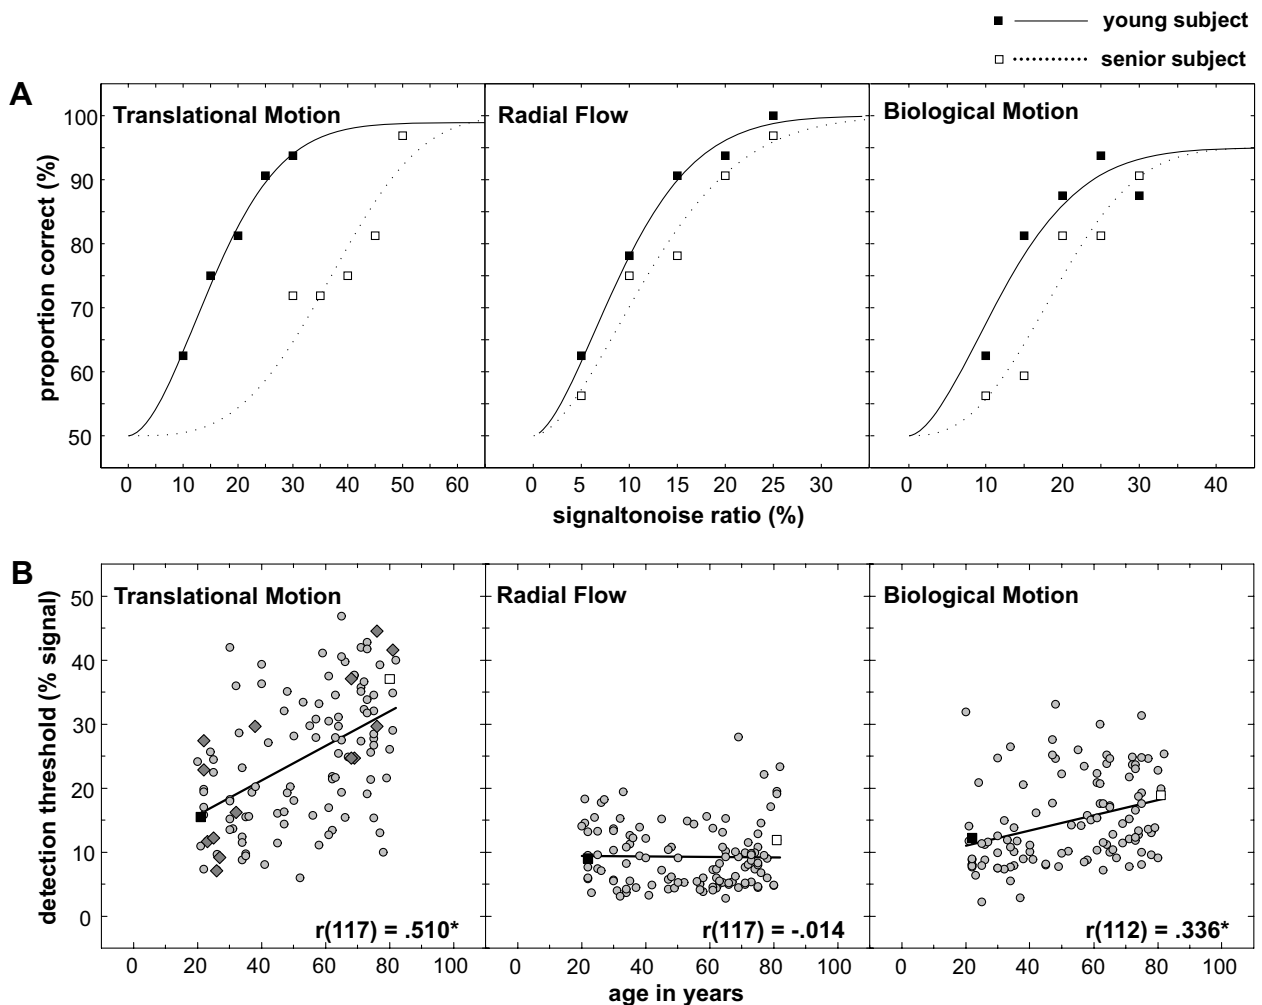 young subject
senior subject
A
Translational Motion
Radial Flow
Biological Motion
proportion correct (%)
100
90
80
70
60
50
0 10 20 30 40 50 60
0 5 10 15 20 25 30
0 10 20 30 40
signaltonoise ratio (%)
B
Translational Motion
Radial Flow
Biological Motion
detection threshold (% signal)
50
40
30
20
10
0
r(117) = .510*
r(117) = -.014
r(112) = .336*
0 20 40 60 80 100
0 20 40 60 80 100
0 20 40 60 80 100
age in years